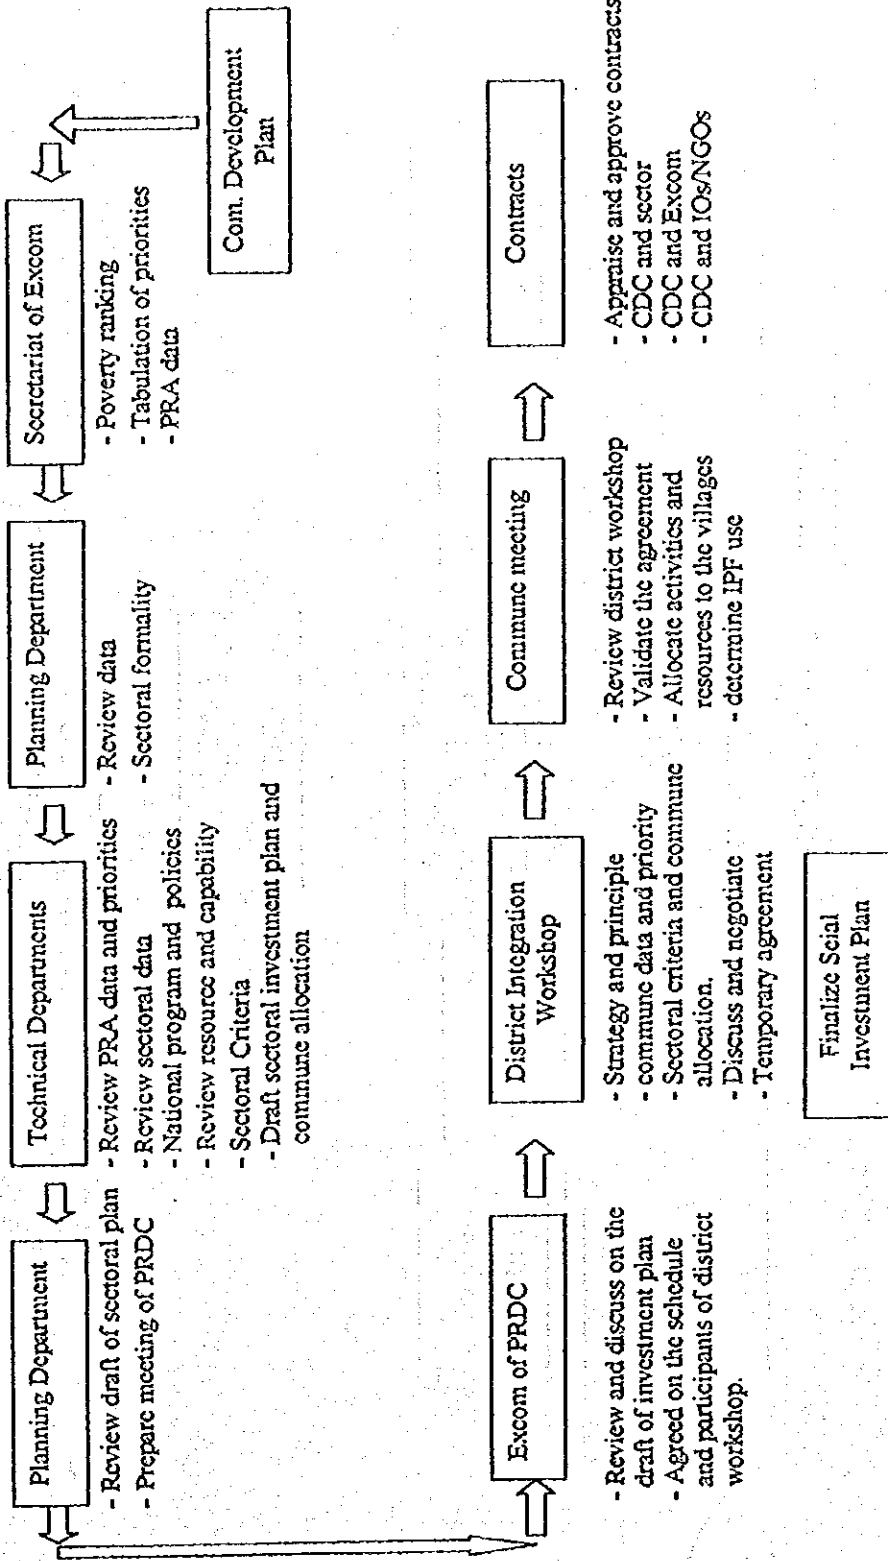 Planning Department
- Review draft of sectoral plan
- Prepare meeting of PRDC
Technical Departments
- Review PRA data and priorities
- Review sectoral data
- National program and policies
- Review resource and capability
- Sectoral Criteria
- Draft sectoral investment plan and
commune allocation
Planning Department
- Review data
- Sectoral formality
Secretariat of Excom
- Poverty ranking
- Tabulation of priorities
- PRA data
Com. Development
Plan
Excom of PRDC
- Review and discuss on the
draft of investment plan
- Agreed on the schedule
and participants of district
workshop.
District Integration
Workshop
- Strategy and principle
- commune data and priority
- Sectoral criteria and commune
allocation.
- Discuss and negotiate
- Temporary agreement
Commune meeting
- Review district workshop
- Validate the agreement
- Allocate activities and
resources to the villages
- determine IPF use
Contracts
- Appraise and approve contracts
- CDC and sector
- CDC and Excom
- CDC and IOs/NGOs
Finalize Seial
Investment Plan